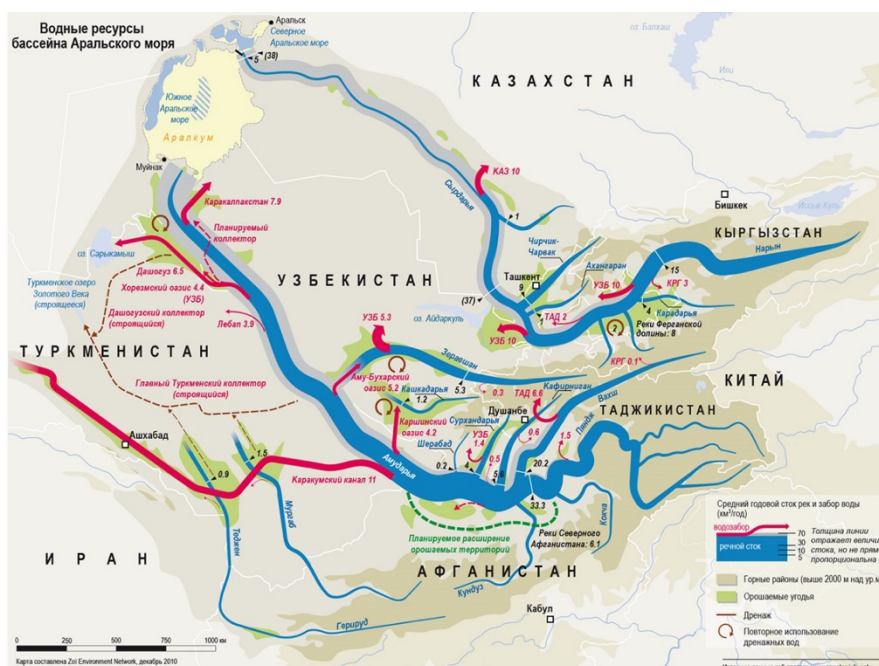 Водные ресурсы
бассейна Аральского моря
Аральск
Северное
Аральское море
5
(38)
оз. Балхаш
Или
КАЗАХСТАН
Южное
Аральское
море
Аралкум
Муйнак
КАЗ 10
Сырдарья
1
Бишкек
Иссык-Куль
КЫРГЫЗСТАН
Нарын
Каракалпакстан 7.9
Планируемый
коллектор
Чирчик-
Чарвак
Ахангаран
15
оз. Сарыкамыш
УЗБЕКИСТАН
Ташкент
9
УЗБ 10
КРГ 3
Дашогуз 6.5
Хорезмский оазис 4.4
(УЗБ)
Туркменское озеро
Золотого Века
(строящееся)
(37)
1
ТАД 2
4
Карадарья
Дашогузский коллектор
(строящийся)
Лебап 3.9
оз. Айдаркуль
УЗБ 5.3
УЗБ 10
2
Реки Ферганской
долины: 8
ТУРКМЕНИСТАН
КРГ 0.1*
Зеравшан
Аму-Бухарский
оазис 5.2
5.3
0.3
Кафирниган
КИТАЙ
Главный Туркменский коллектор
(строящийся)
Кашкадарья
1.2
ТАД 6.6
Вахш
Душанбе
Пяндж
ТАДЖИКИСТАН
Каршинский
оазис 4.2
Сурхандарья
Шерабад
УЗБ
1.4
0.6
1.5
0.5
Ашхабад
Амударья
0.2
4
5.6
20.2
1.5
0.9
Каракумский канал 11
33.3
Мургаб
Теджен
Кокча
Планируемое расширение
орошаемых территорий
Реки Северного
Афганистана: 6.1
ИРАН
АФГАНИСТАН
Кундуз
Герируд
Кабул
Средний годовой сток рек и забор воды
(км³/год)
водозабор
речной сток
70
30
10
5
Толщина линии
отражает величи
стока, но не прям
пропорциональна
Горные районы (выше 2000 м над ур.м
Орошаемые угодья
Дренаж
Повторное использование
дренажных вод
0 250 500 750 1000 км
Карта составлена Zoï Environment Network, декабрь 2010